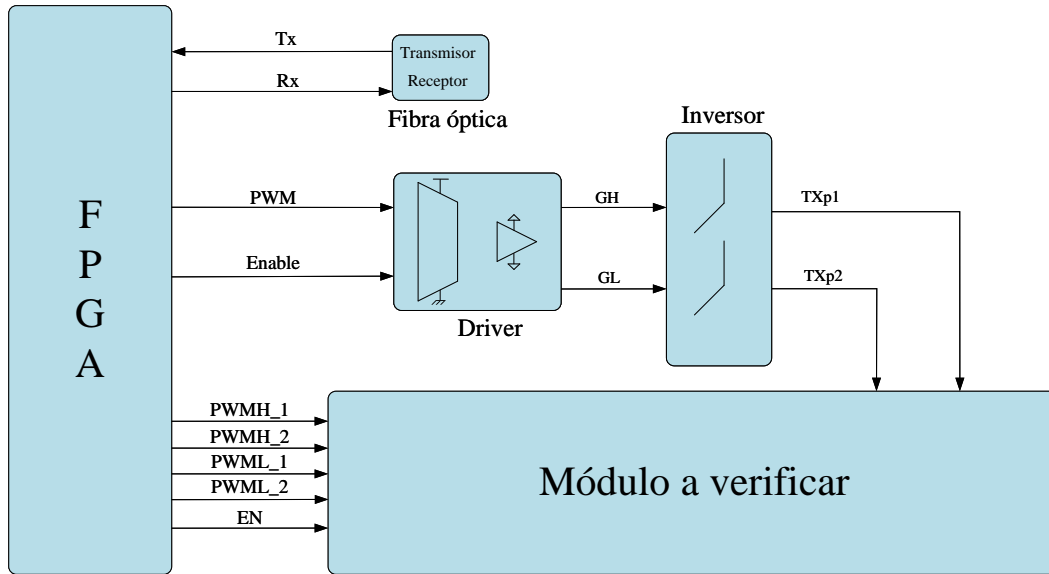 F
P
G
A
Tx
Rx
Transmisor
Receptor
Fibra óptica
PWM
Enable
Driver
GH
GL
Inversor
TXp1
TXp2
PWMH_1
PWMH_2
PWML_1
PWML_2
EN
Módulo a verificar